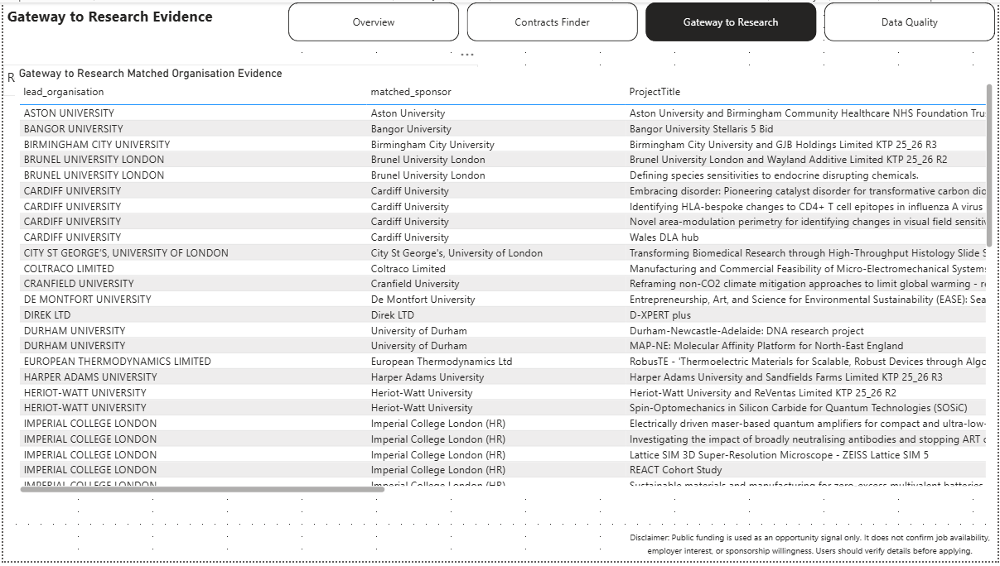 Gateway to Research Evidence
Overview
Contracts Finder
Gateway to Research
Data Quality
R
Gateway to Research Matched Organisation Evidence
lead_organisation matched_sponsor ProjectTitle
ASTON UNIVERSITY Aston University Aston University and Birmingham Community Healthcare NHS Foundation Tru
BANGOR UNIVERSITY Bangor University Bangor University Stellaris 5 Bid
BIRMINGHAM CITY UNIVERSITY Birmingham City University Birmingham City University and GJB Holdings Limited KTP 25_26 R3
BRUNEL UNIVERSITY LONDON Brunel University London Brunel University London and Wayland Additive Limited KTP 25_26 R2
BRUNEL UNIVERSITY LONDON Brunel University London Defining species sensitivities to endocrine disrupting chemicals.
CARDIFF UNIVERSITY Cardiff University Embracing disorder: Pioneering catalyst disorder for transformative carbon dio
CARDIFF UNIVERSITY Cardiff University Identifying HLA-bespoke changes to CD4+ T cell epitopes in influenza A virus
CARDIFF UNIVERSITY Cardiff University Novel area-modulation perimetry for identifying changes in visual field sensitiv
CARDIFF UNIVERSITY Cardiff University Wales DLA hub
CITY ST GEORGE'S, UNIVERSITY OF LONDON City St George's, University of London Transforming Biomedical Research through High-Throughput Histology Slide S
COLTRACO LIMITED Coltraco Limited Manufacturing and Commercial Feasibility of Micro-Electromechanical Systems
CRANFIELD UNIVERSITY Cranfield University Reframing non-CO2 climate mitigation approaches to limit global warming - r
DE MONTFORT UNIVERSITY De Montfort University Entrepreneurship, Art, and Science for Environmental Sustainability (EASE): Sea
DIREK LTD Direk LTD D-XPERT plus
DURHAM UNIVERSITY University of Durham Durham-Newcastle-Adelaide: DNA research project
DURHAM UNIVERSITY University of Durham MAP-NE: Molecular Affinity Platform for North-East England
EUROPEAN THERMODYNAMICS LIMITED European Thermodynamics Ltd RobusTE - 'Thermoelectric Materials for Scalable, Robust Devices through Algo
HARPER ADAMS UNIVERSITY Harper Adams University Harper Adams University and Sandfields Farms Limited KTP 25_26 R3
HERIOT-WATT UNIVERSITY Heriot-Watt University Heriot-Watt University and ReVentas Limited KTP 25_26 R2
HERIOT-WATT UNIVERSITY Heriot-Watt University Spin-Optomechanics in Silicon Carbide for Quantum Technologies (SOSiC)
IMPERIAL COLLEGE LONDON Imperial College London (HR) Electrically driven maser-based quantum amplifiers for compact and ultra-low-
IMPERIAL COLLEGE LONDON Imperial College London (HR) Investigating the impact of broadly neutralising antibodies and stopping ART
IMPERIAL COLLEGE LONDON Imperial College London (HR) Lattice SIM 3D Super-Resolution Microscope - ZEISS Lattice SIM 5
IMPERIAL COLLEGE LONDON Imperial College London (HR) REACT Cohort Study
IMPERIAL COLLEGE LONDON Imperial College London (HR) Sustainable materials and manufacturing for zero-excess multivalent batteries
Disclaimer: Public funding is used as an opportunity signal only. It does not confirm job availability,
employer interest, or sponsorship willingness. Users should verify details before applying.